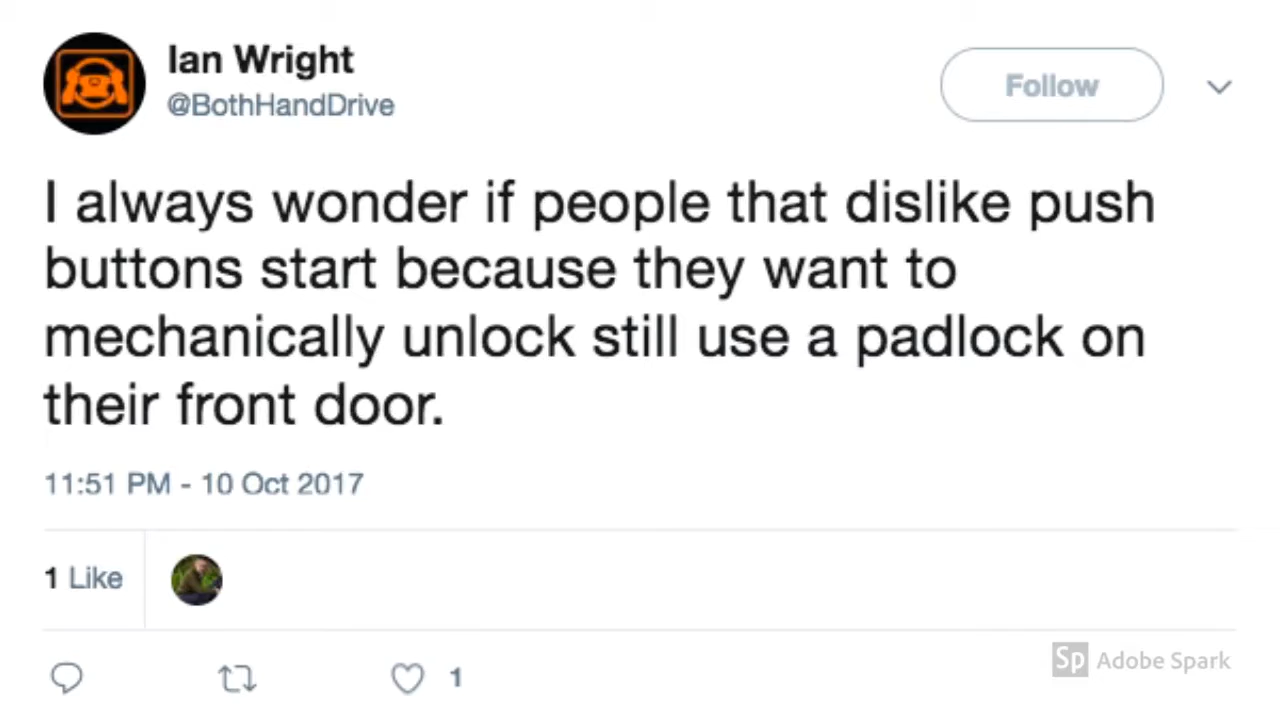 Ian Wright
@BothHandDrive
Follow
I always wonder if people that dislike push
buttons start because they want to
mechanically unlock still use a padlock on
their front door.
11:51 PM - 10 Oct 2017
1 Like
1
Sp Adobe Spark